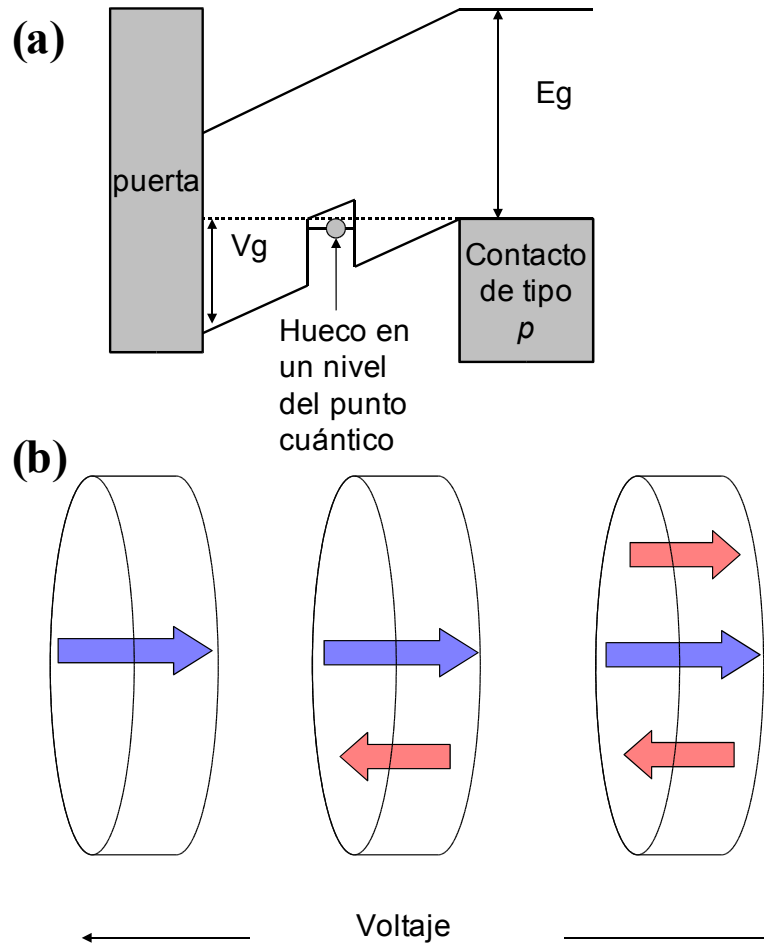 (a)
puerta
Eg
Vg
Contacto
de tipo
p
Hueco en
un nivel
del punto
cuántico
(b)
Voltaje